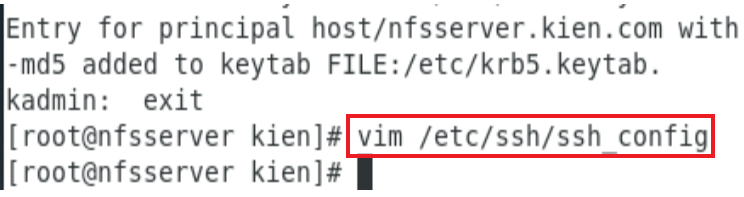 Entry for principal host/nfsserver.kien.com with
-md5 added to keytab FILE:/etc/krb5.keytab.
kadmin:  exit
[root@nfsserver kien]# vim /etc/ssh/ssh_config
[root@nfsserver kien]#